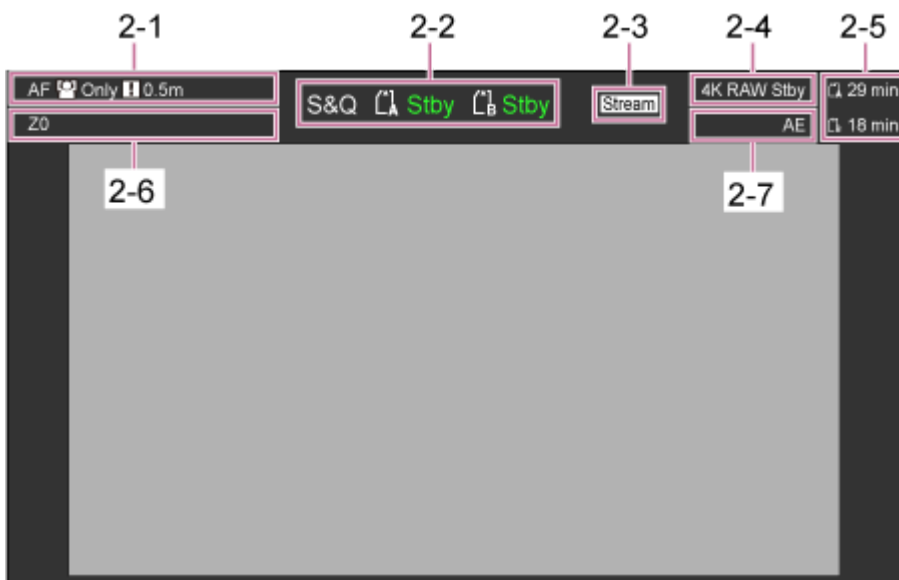 2-1 2-2 2-3 2-4 2-5
AF Only 0.5m S&Q A Stby B Stby Stream 4K RAW Stby A 29 min
Z0 AE B 18 min
2-6 2-7